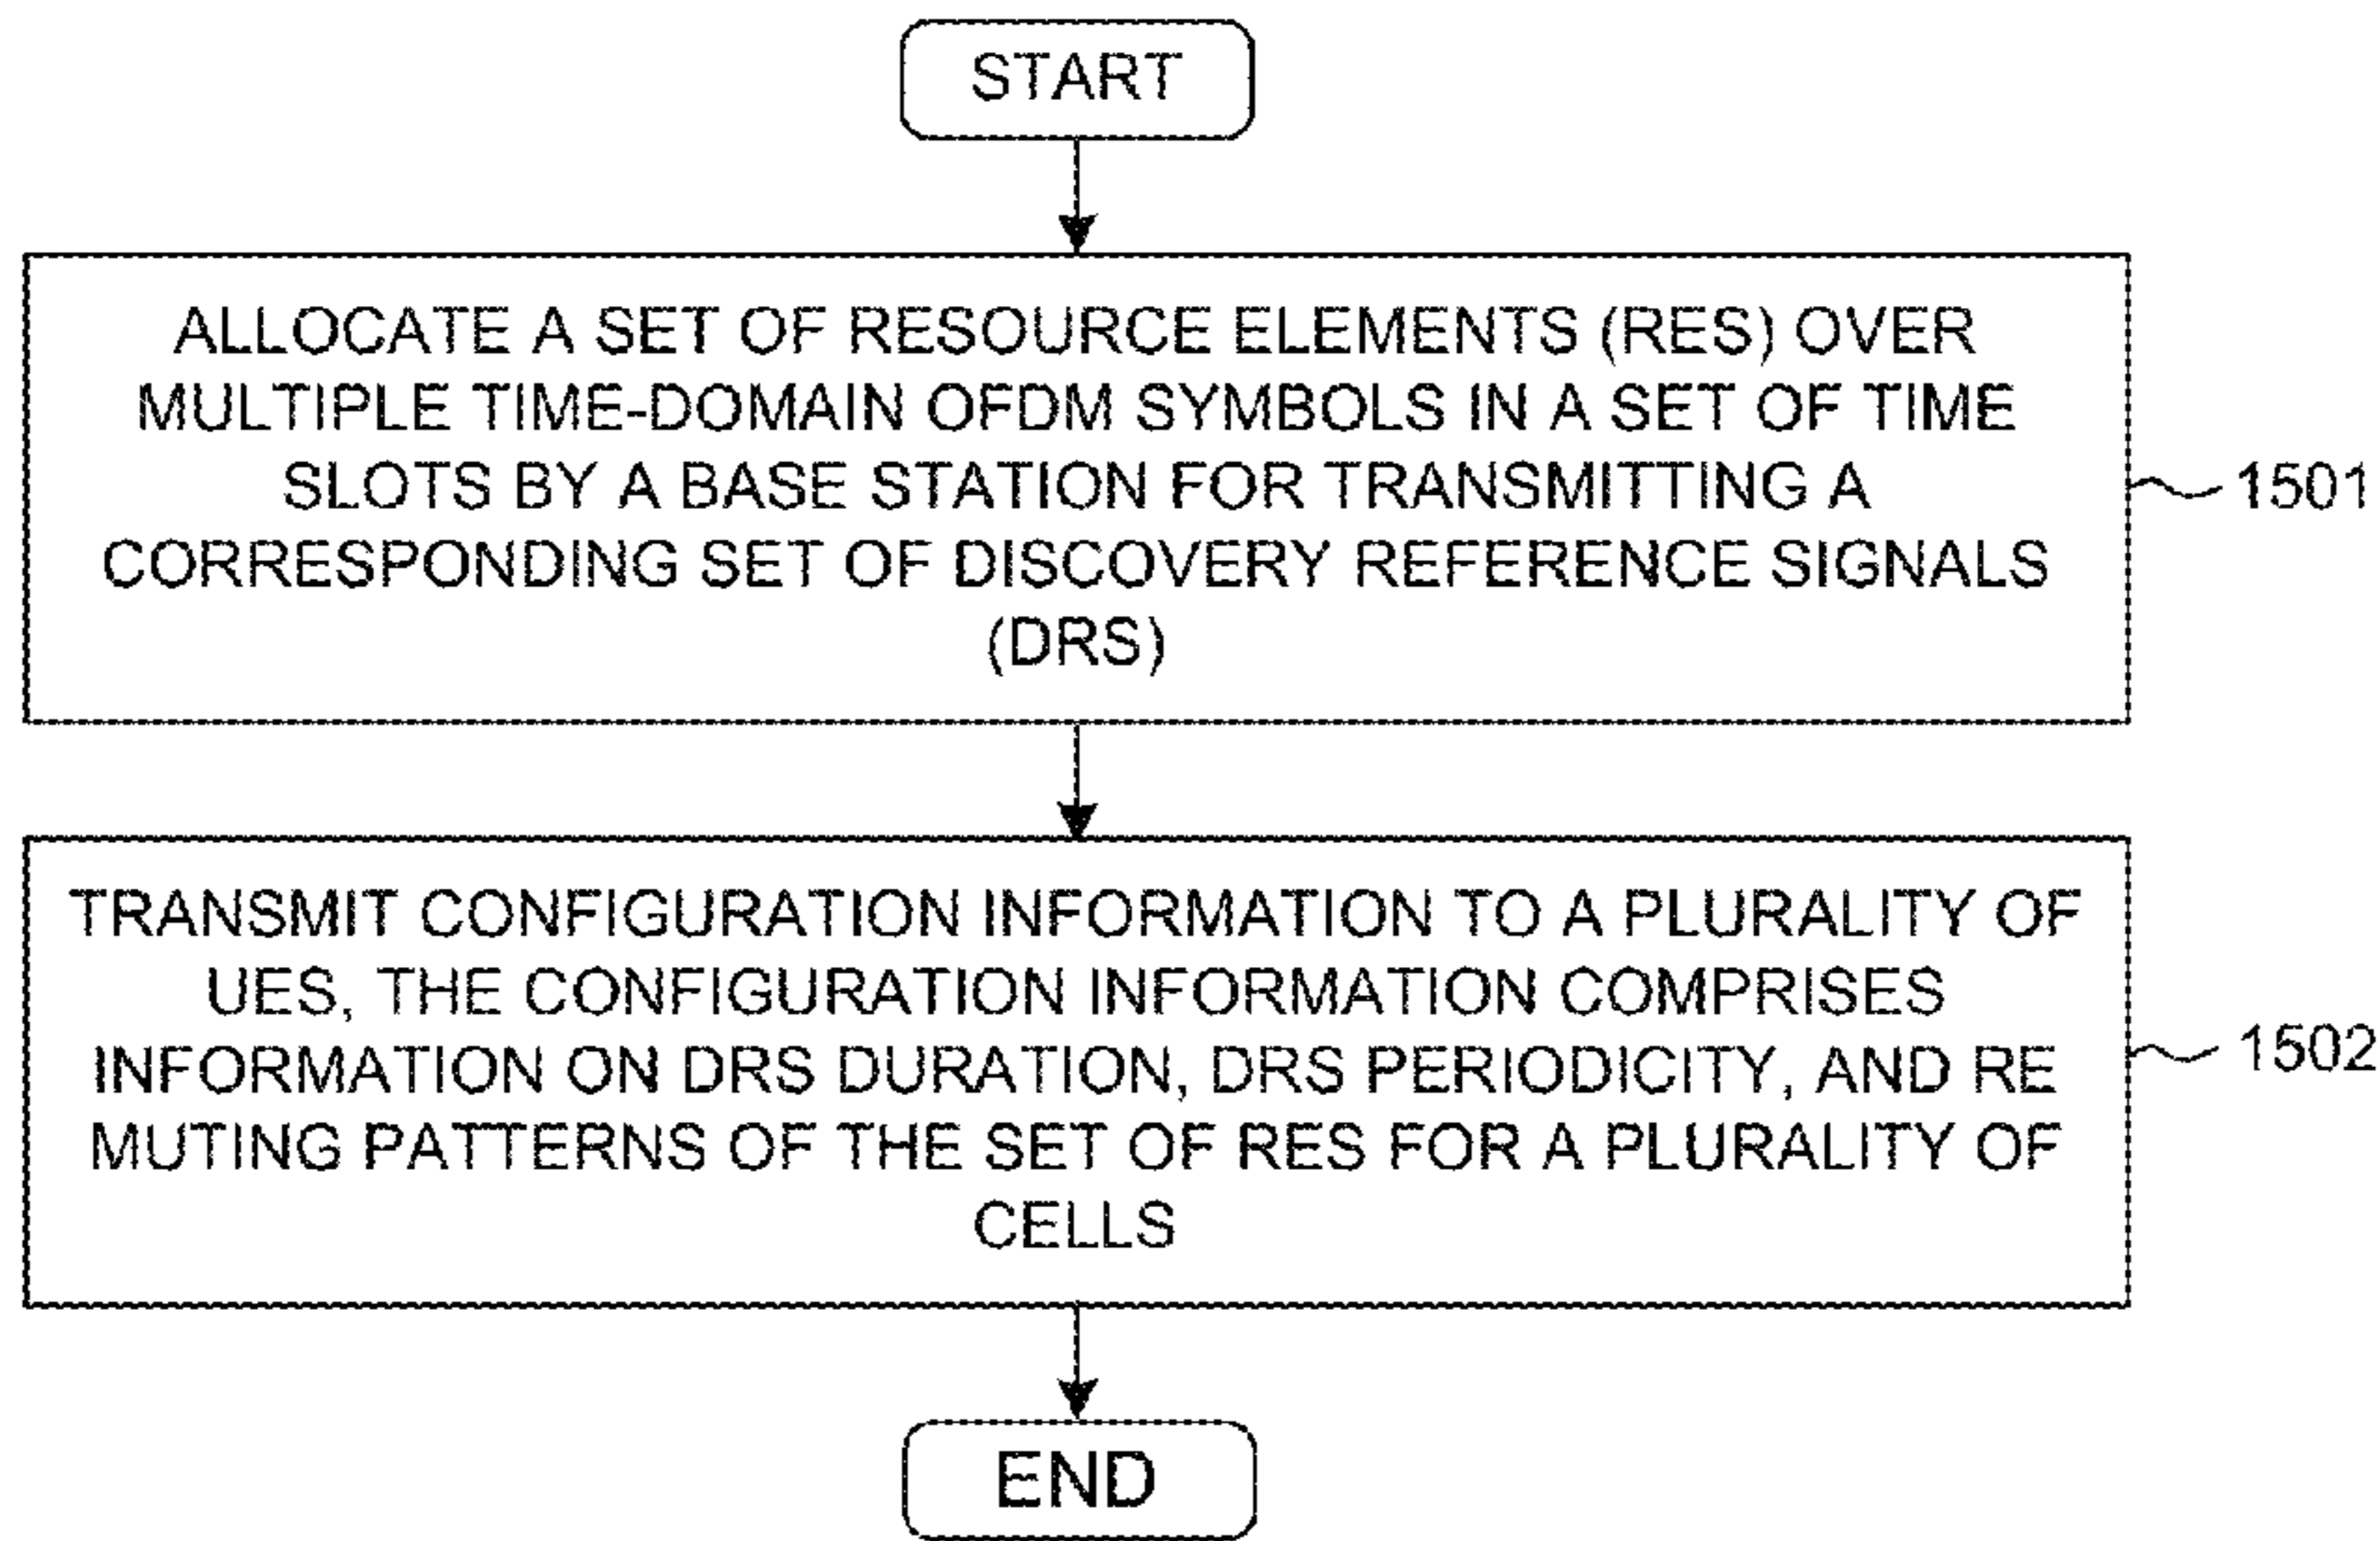 START
ALLOCATE A SET OF RESOURCE ELEMENTS (RES) OVER
MULTIPLE TIME-DOMAIN OFDM SYMBOLS IN A SET OF TIME
SLOTS BY A BASE STATION FOR TRANSMITTING A
CORRESPONDING SET OF DISCOVERY REFERENCE SIGNALS
(DRS)
1501
TRANSMIT CONFIGURATION INFORMATION TO A PLURALITY OF
UES, THE CONFIGURATION INFORMATION COMPRISES
INFORMATION ON DRS DURATION, DRS PERIODICITY, AND RE
MUTING PATTERNS OF THE SET OF RES FOR A PLURALITY OF
CELLS
1502
END